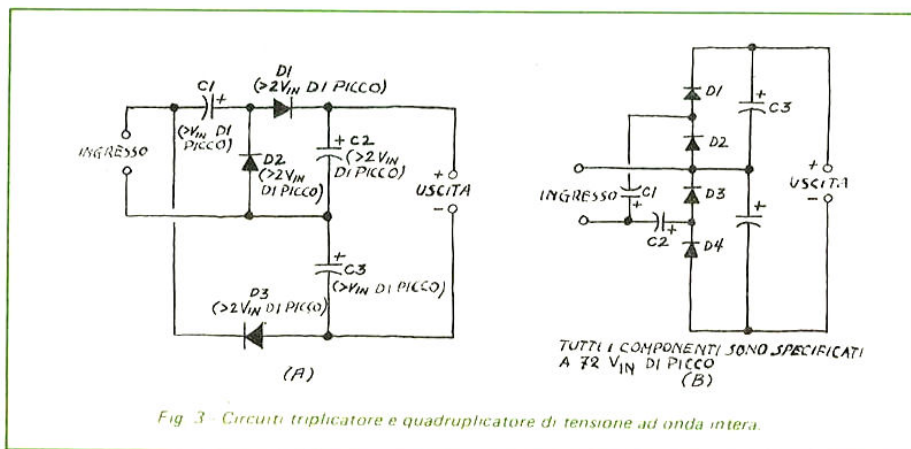 D1
(>2VIN DI PICCO)
C1
+
(>VIN DI
PICCO)
INGRESSO
D2
(>2VIN
DI PICCO)
+ C2
(>2VIN
DI PICCO)
+
USCITA
-
+
C3
(>VIN DI PICCO)
D3
(>2VIN DI PICCO)
(A)
D1
+
C3
D2
+
USCITA
-
INGRESSO
C1
+
D3
+
C2
+
D4
TUTTI I COMPONENTI SONO SPECIFICATI
A 72 VIN DI PICCO
(B)
Fig. 3 - Circuiti triplicatore e quadruplicatore di tensione ad onda intera.